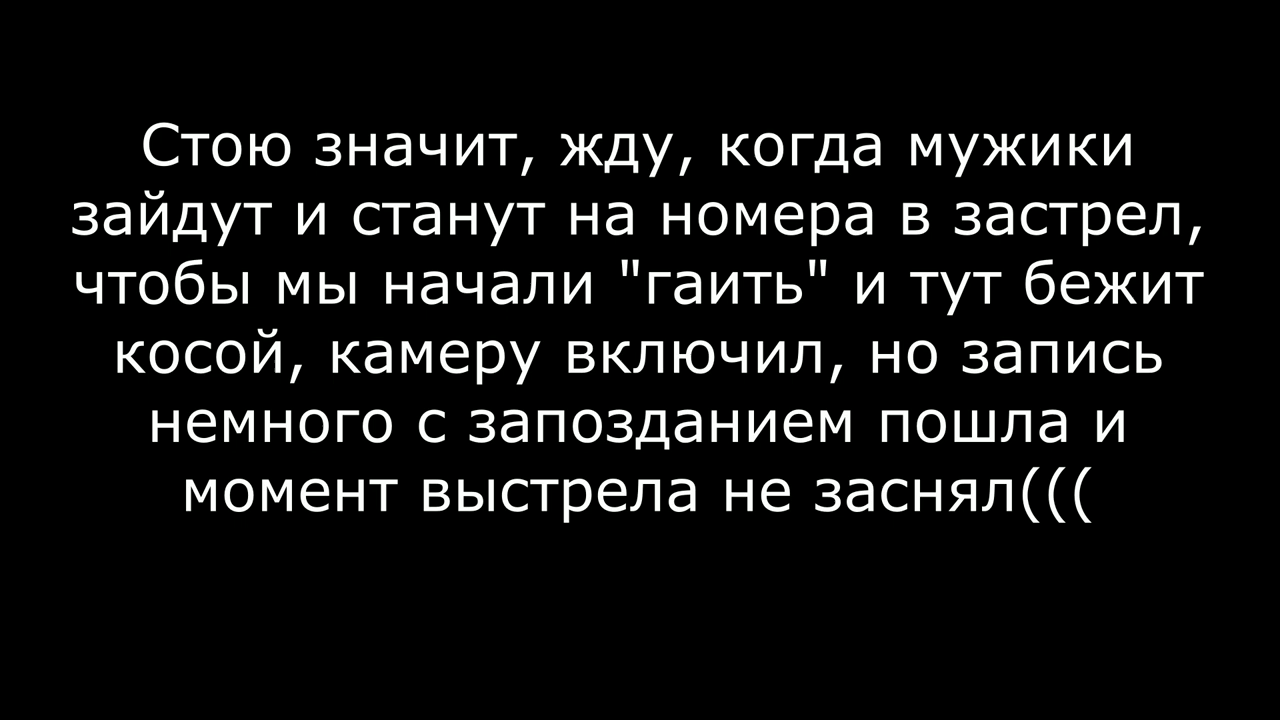 Стою значит, жду, когда мужики
зайдут и станут на номера в застрел,
чтобы мы начали "гаить" и тут бежит
косой, камеру включил, но запись
немного с запозданием пошла и
момент выстрела не заснял(((